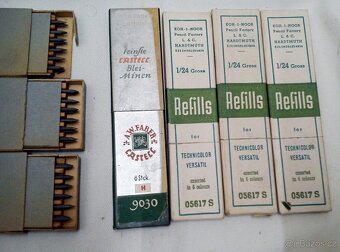 feinste
CASTELL
Blei-
Minen
A.W. FABER
CASTELL
6 Stck.
H
9030
KOH-I-NOOR
Pencil Factory
L. & C.
HARDTMUTH
1/24 Gross
Refills
for
TECHNICOLOR
VERSATIL
assorted
in 6 colours
05617 S
KOH-I-NOOR
Pencil Factory
L. & C.
HARDTMUTH
1/24 Gross
Refills
for
TECHNICOLOR
VERSATIL
assorted
in 6 colours
05617 S
KOH-I-NOOR
Pencil Factory
L. & C.
HARDTMUTH
1/24 Gross
Refills
for
TECHNICOLOR
VERSATIL
assorted
in 6 colours
05617 S